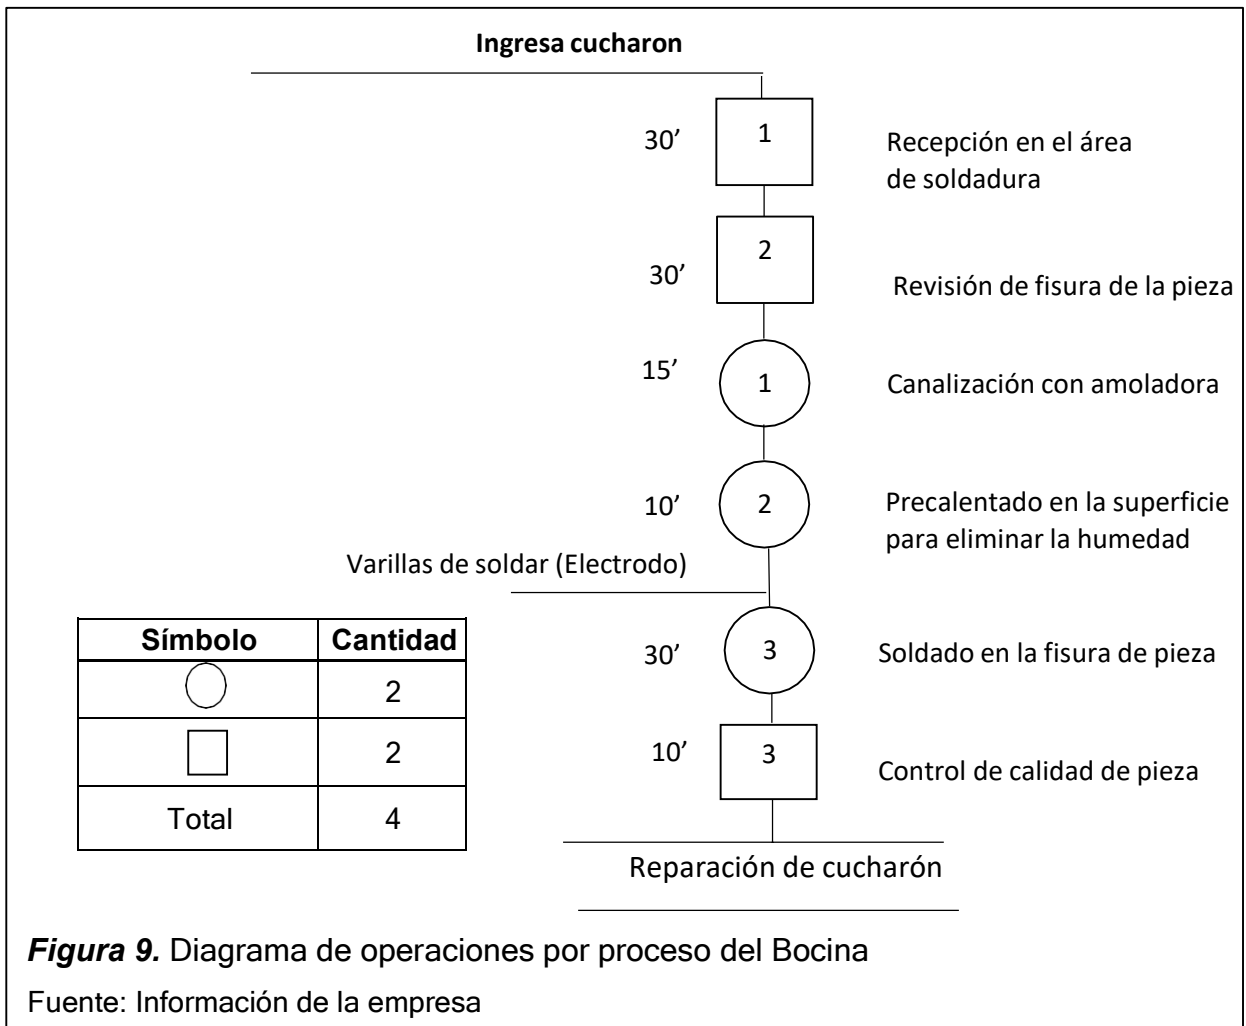 Ingresa cucharon
30’
1
Recepción en el área
de soldadura
30’
2
Revisión de fisura de la pieza
15’
1
Canalización con amoladora
10’
2
Precalentado en la superficie
para eliminar la humedad
Varillas de soldar (Electrodo)
30’
3
Soldado en la fisura de pieza
10’
3
Control de calidad de pieza
Reparación de cucharón
Símbolo Cantidad
2
2
Total 4
Figura 9. Diagrama de operaciones por proceso del Bocina
Fuente: Información de la empresa